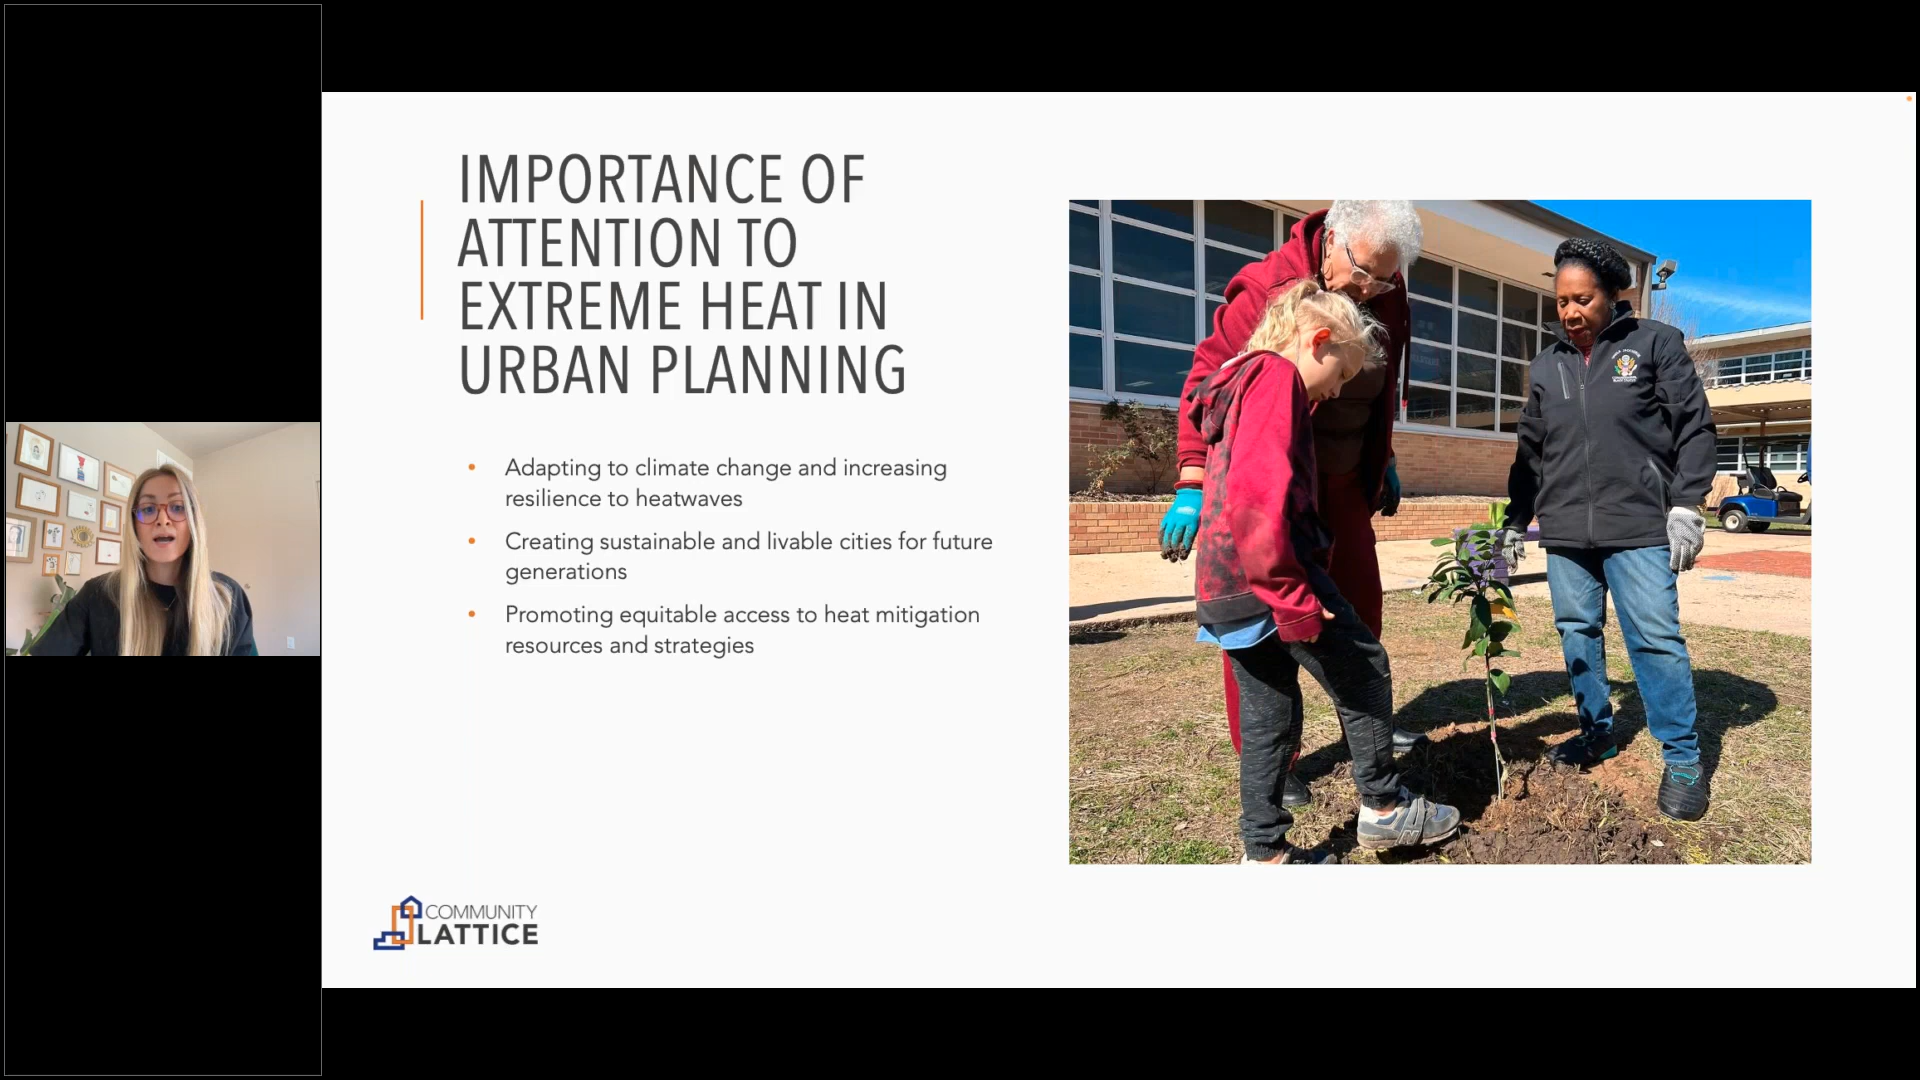 IMPORTANCE OF
ATTENTION TO
EXTREME HEAT IN
URBAN PLANNING
• Adapting to climate change and increasing
resilience to heatwaves
• Creating sustainable and livable cities for future
generations
• Promoting equitable access to heat mitigation
resources and strategies
COMMUNITY
LATTICE